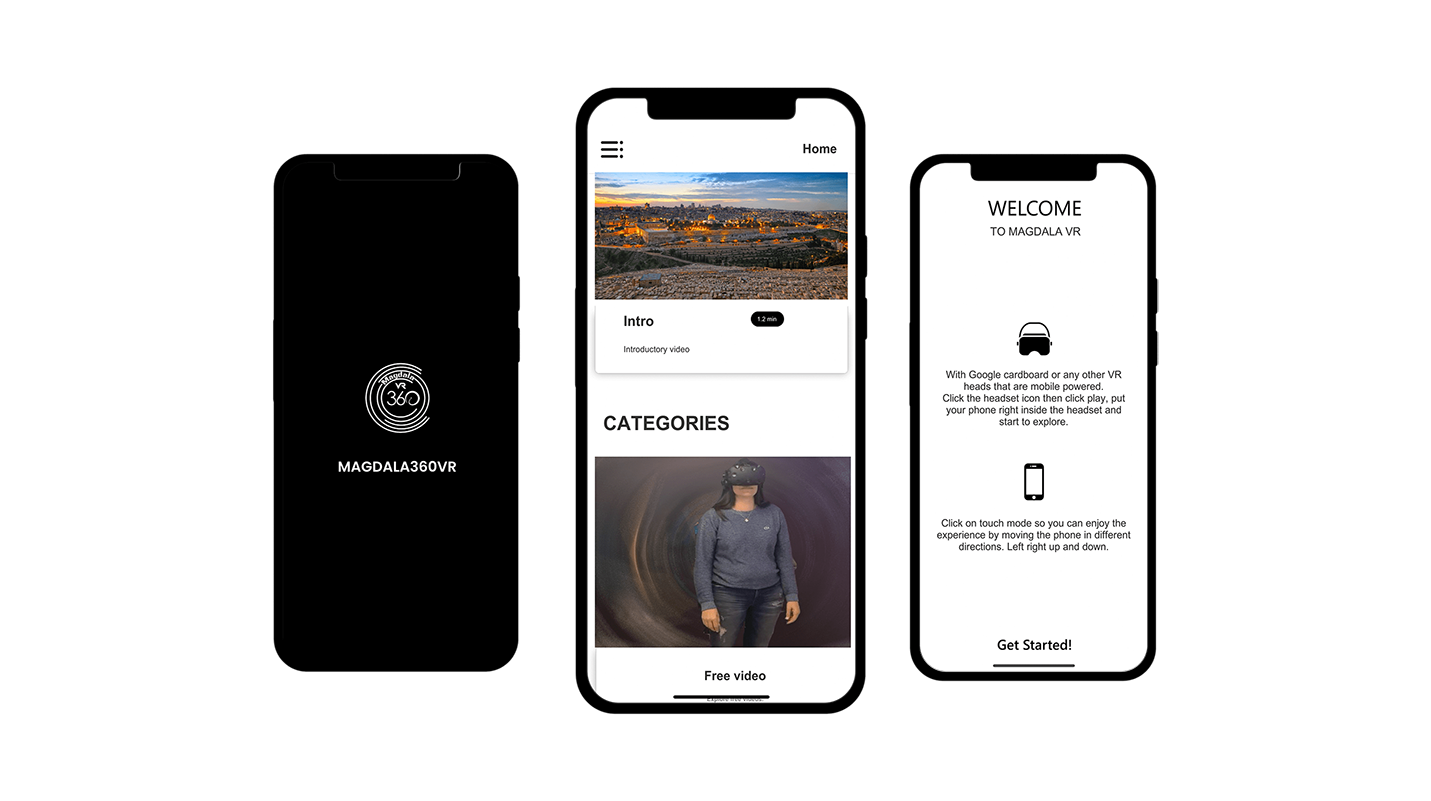 Magdala
VR
360
MAGDALA360VR
Home
Intro
1.2 min
Introductory video
CATEGORIES
Free video
Explore free videos.
WELCOME
TO MAGDALA VR
With Google cardboard or any other VR
heads that are mobile powered.
Click the headset icon then click play, put
your phone right inside the headset and
start to explore.
Click on touch mode so you can enjoy the
experience by moving the phone in different
directions. Left right up and down.
Get Started!